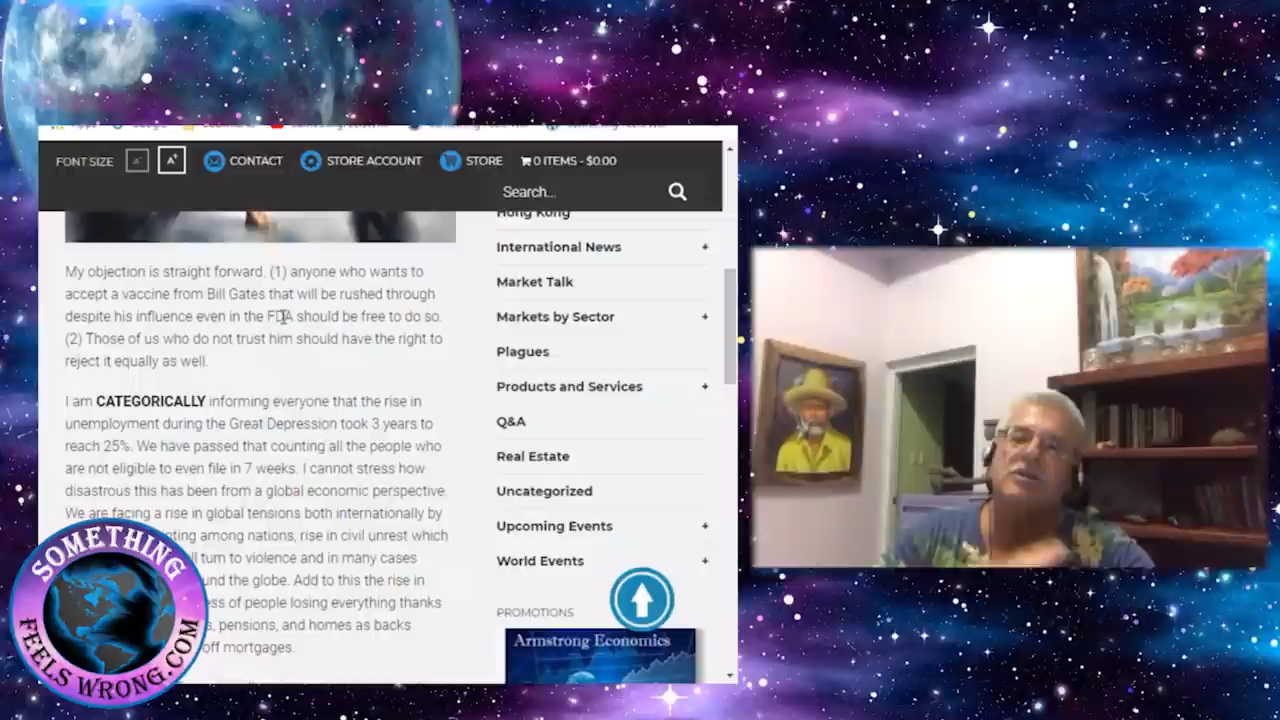 FONT SIZE A- A+ CONTACT STORE ACCOUNT STORE 0 ITEMS - $0.00
Search...
My objection is straight forward. (1) anyone who wants to
accept a vaccine from Bill Gates that will be rushed through
despite his influence even in the FDA should be free to do so.
(2) Those of us who do not trust him should have the right to
reject it equally as well.
I am CATEGORICALLY informing everyone that the rise in
unemployment during the Great Depression took 3 years to
reach 25%. We have passed that counting all the people who
are not eligible to even file in 7 weeks. I cannot stress how
disastrous this has been from a global economic perspective.
We are facing a rise in global tensions both internationally by
among nations, rise in civil unrest which
turn to violence and in many cases
the globe. Add to this the rise in
of people losing everything thanks
pensions, and homes as backs
off mortgages.
Hong Kong
International News +
Market Talk
Markets by Sector +
Plagues
Products and Services +
Q&A
Real Estate
Uncategorized
Upcoming Events +
World Events +
PROMOTIONS
Armstrong Economics
SOMETHING
FEELS WRONG.COM